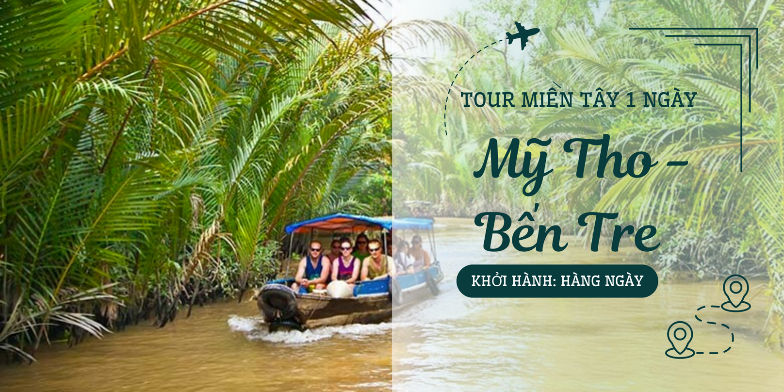 TOUR MIỀN TÂY 1 NGÀY
Mỹ Tho –
Bến Tre
KHỞI HÀNH: HÀNG NGÀY